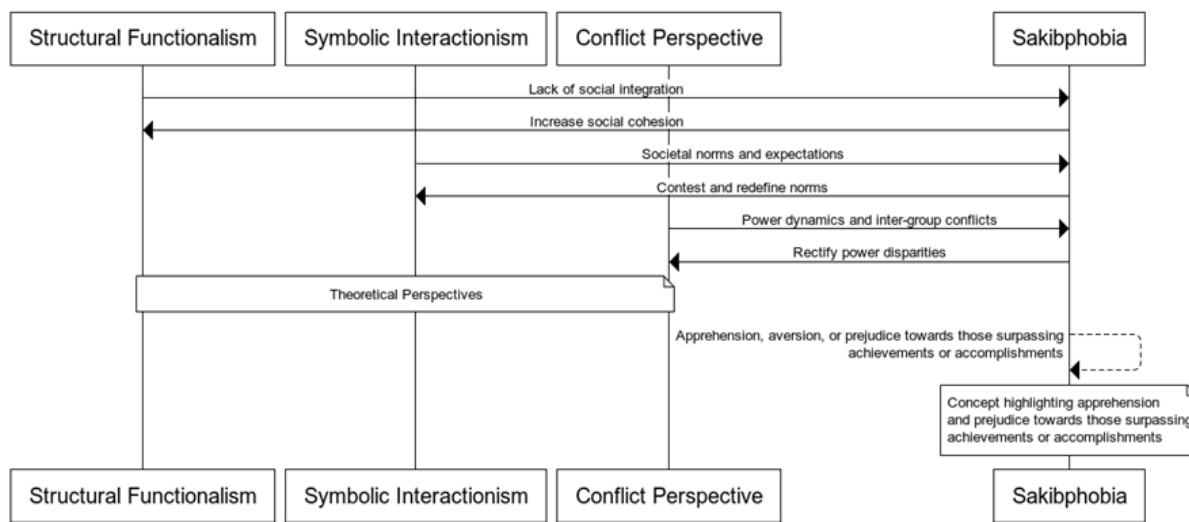 Structural Functionalism
Symbolic Interactionism
Conflict Perspective
Sakibphobia
Lack of social integration
Increase social cohesion
Societal norms and expectations
Contest and redefine norms
Power dynamics and inter-group conflicts
Rectify power disparities
Theoretical Perspectives
Apprehension, aversion, or prejudice towards those surpassing
achievements or accomplishments
Concept highlighting apprehension
and prejudice towards those surpassing
achievements or accomplishments
Structural Functionalism
Symbolic Interactionism
Conflict Perspective
Sakibphobia